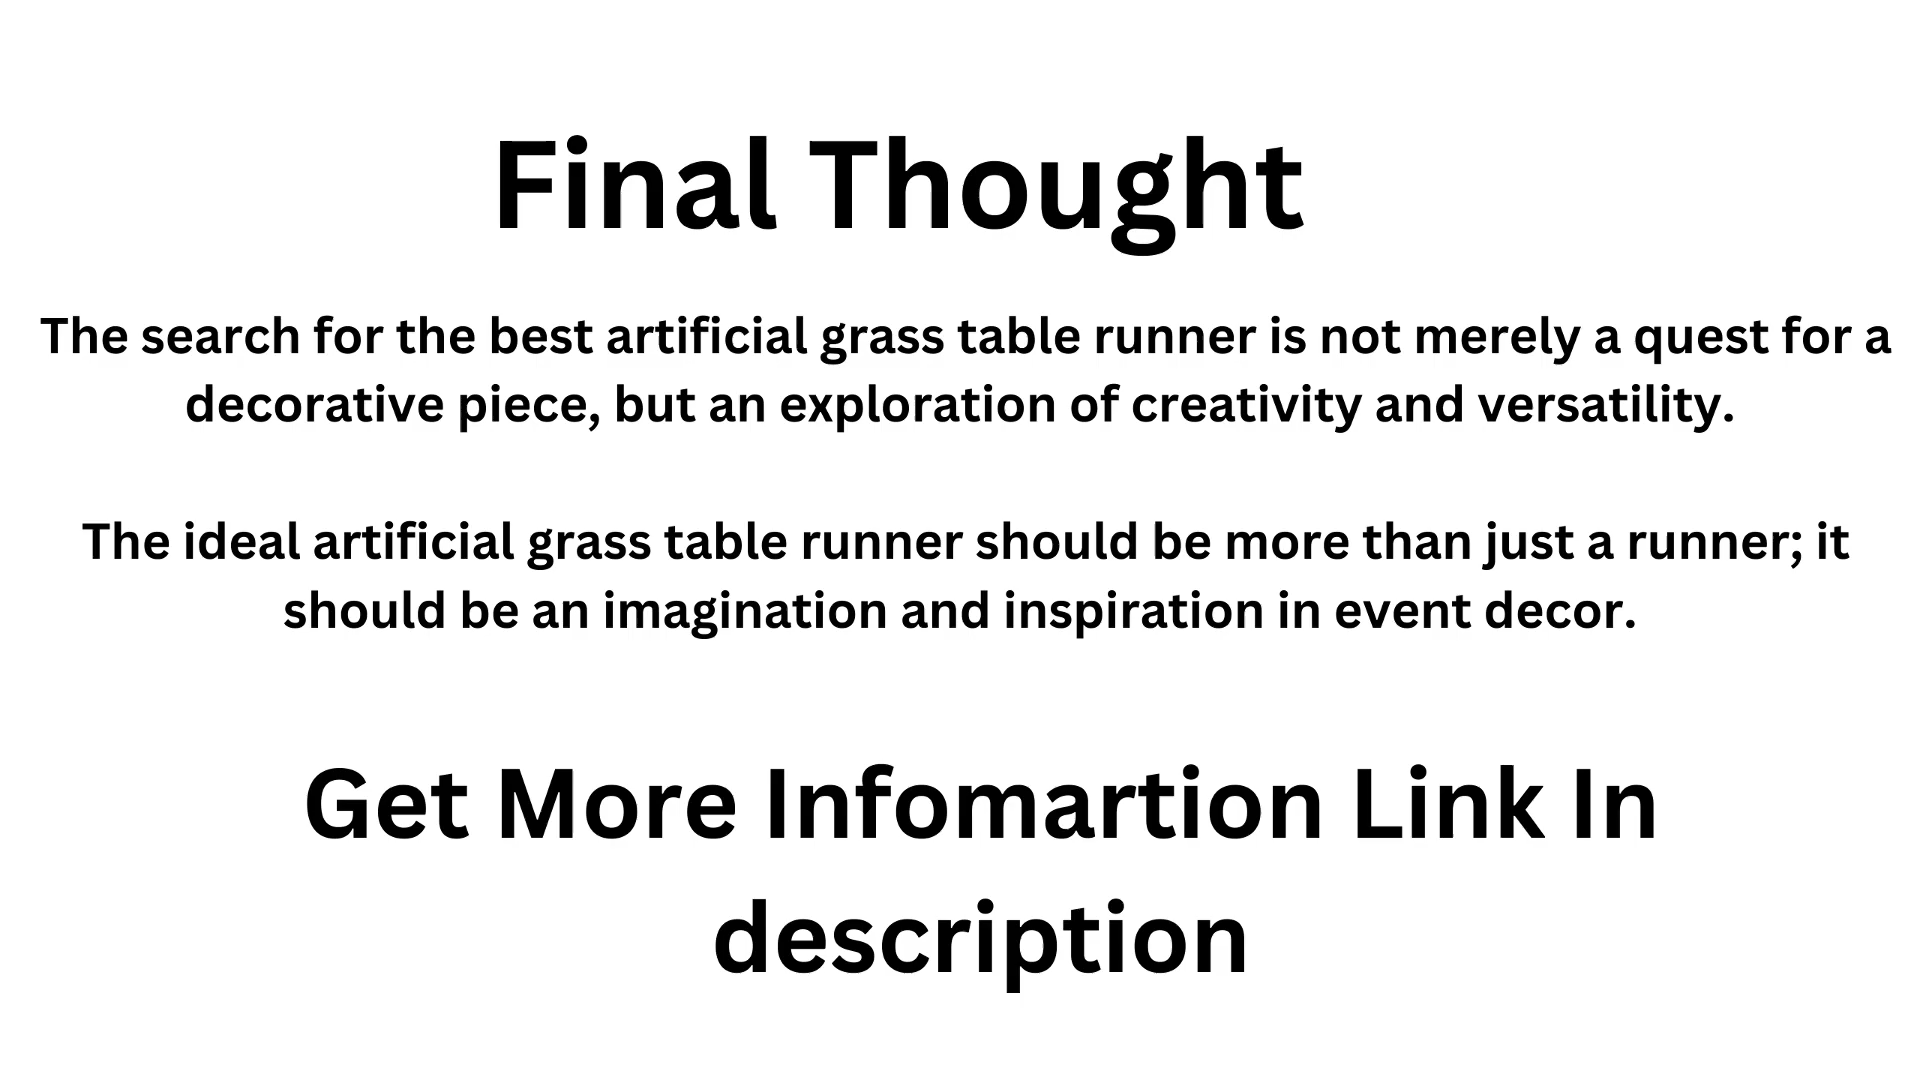 Final Thought
The search for the best artificial grass table runner is not merely a quest for a
decorative piece, but an exploration of creativity and versatility.
The ideal artificial grass table runner should be more than just a runner; it
should be an imagination and inspiration in event decor.
Get More Infomartion Link In
description